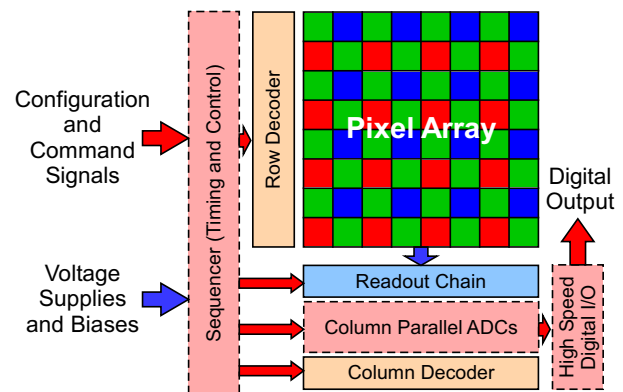 Configuration
and
Command
Signals
Voltage
Supplies
and Biases
Sequencer (Timing and Control)
Row Decoder
Pixel Array
Readout Chain
Column Parallel ADCs
Column Decoder
High Speed
Digital I/O
Digital
Output